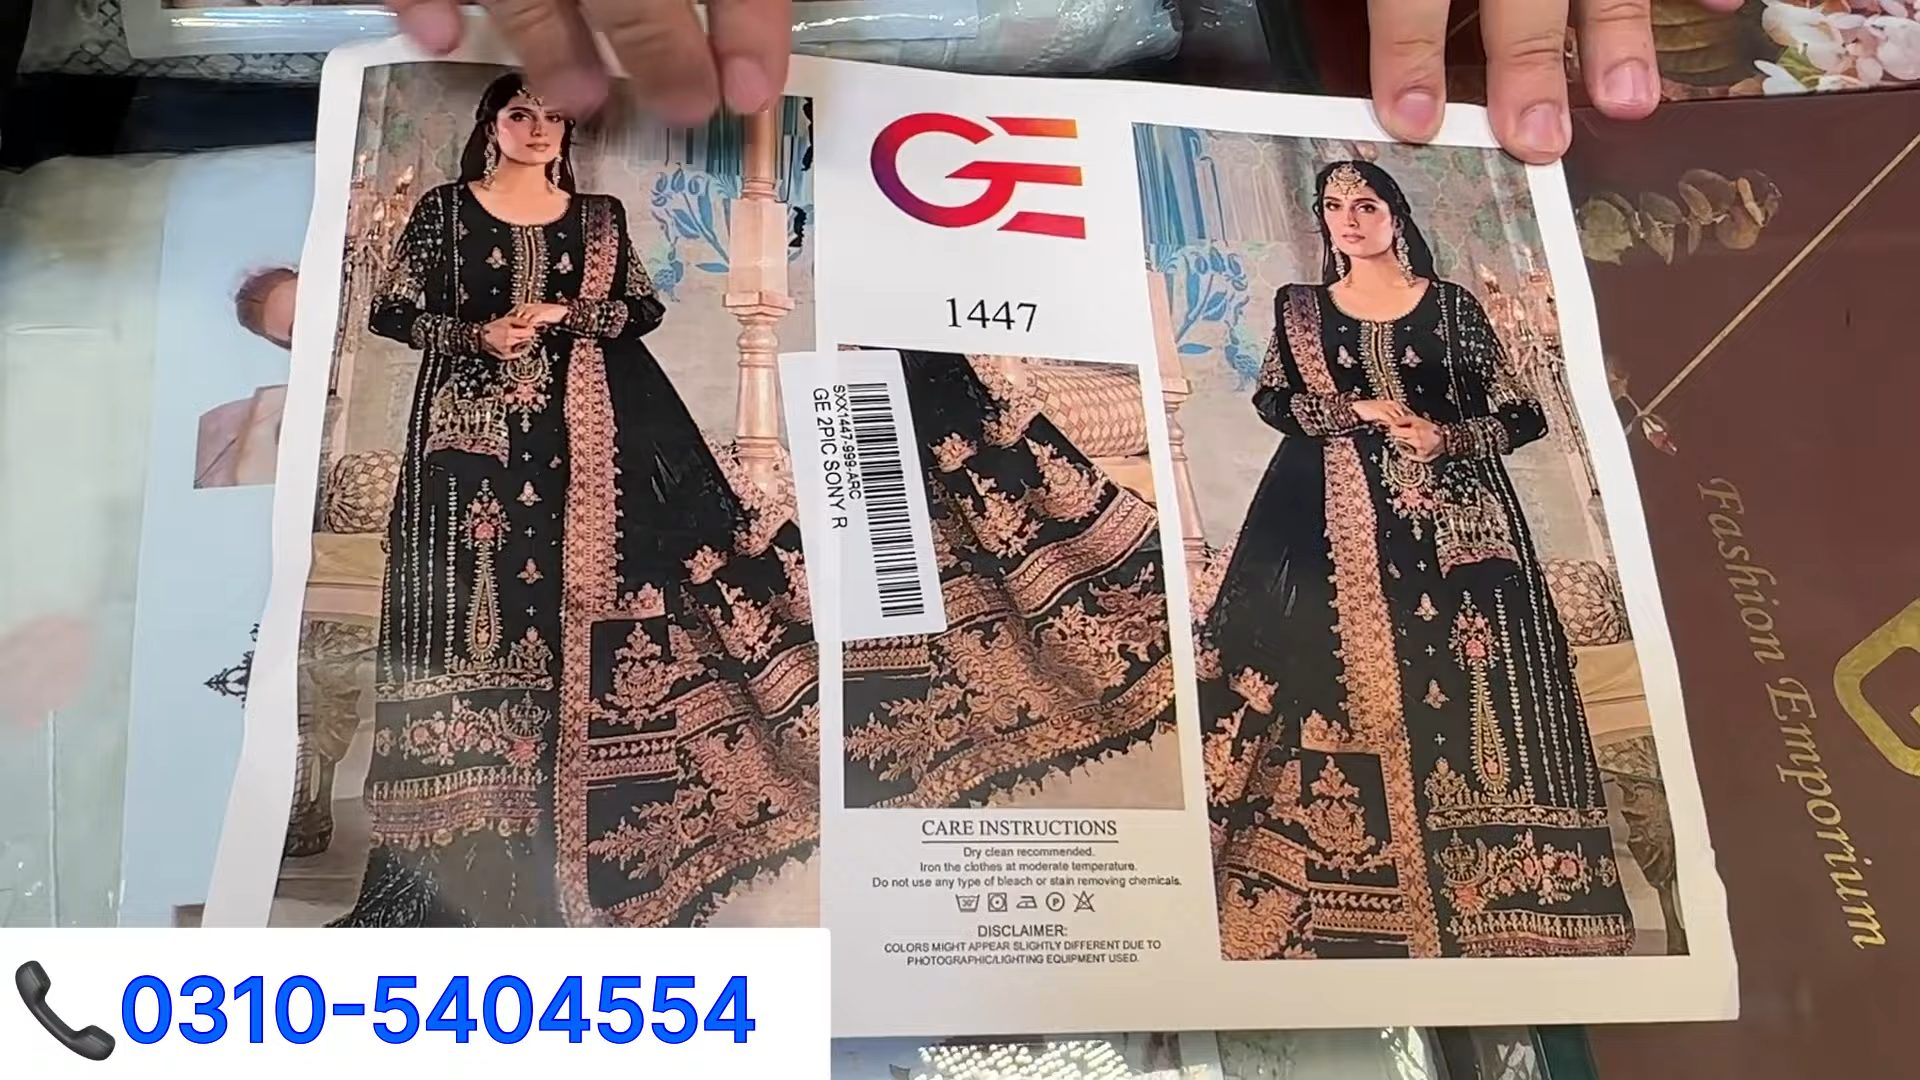 GE
1447
SXX1447-999-ARC
GE 2PIC SONY R
CARE INSTRUCTIONS
Dry clean recommended.
Iron the clothes at moderate temperature.
Do not use any type of bleach or stain removing chemicals.
DISCLAIMER:
COLORS MIGHT APPEAR SLIGHTLY DIFFERENT DUE TO
PHOTOGRAPHIC/LIGHTING EQUIPMENT USED.
Fashion Emporium
0310-5404554